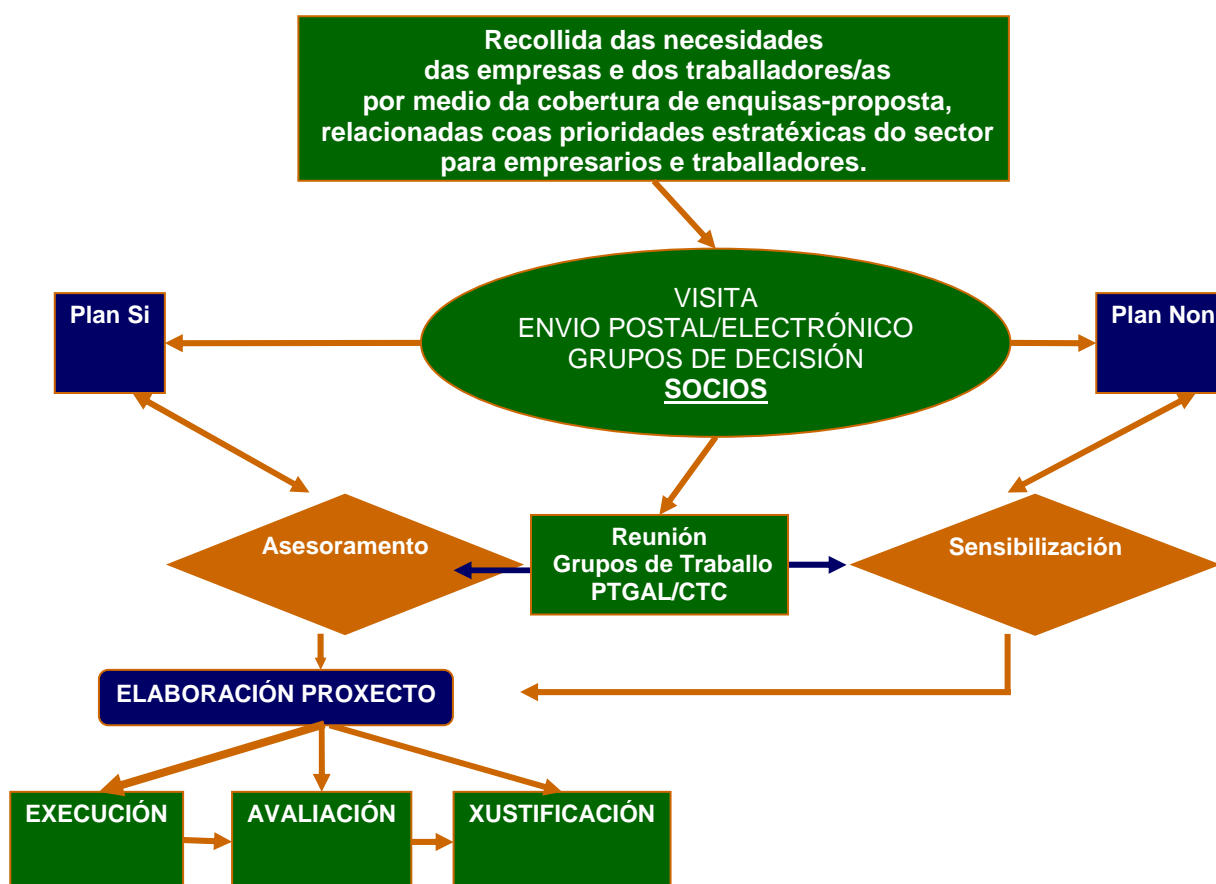 Recollida das necesidades
das empresas e dos traballadores/as
por medio da cobertura de enquisas-proposta,
relacionadas coas prioridades estratéxicas do sector
para empresarios e traballadores.
VISITA
ENVIO POSTAL/ELECTRÓNICO
GRUPOS DE DECISIÓN
SOCIOS
Plan Si
Plan Non
Asesoramento
Reunión
Grupos de Traballo
PTGAL/CTC
Sensibilización
ELABORACIÓN PROXECTO
EXECUCIÓN
AVALIACIÓN
XUSTIFICACIÓN